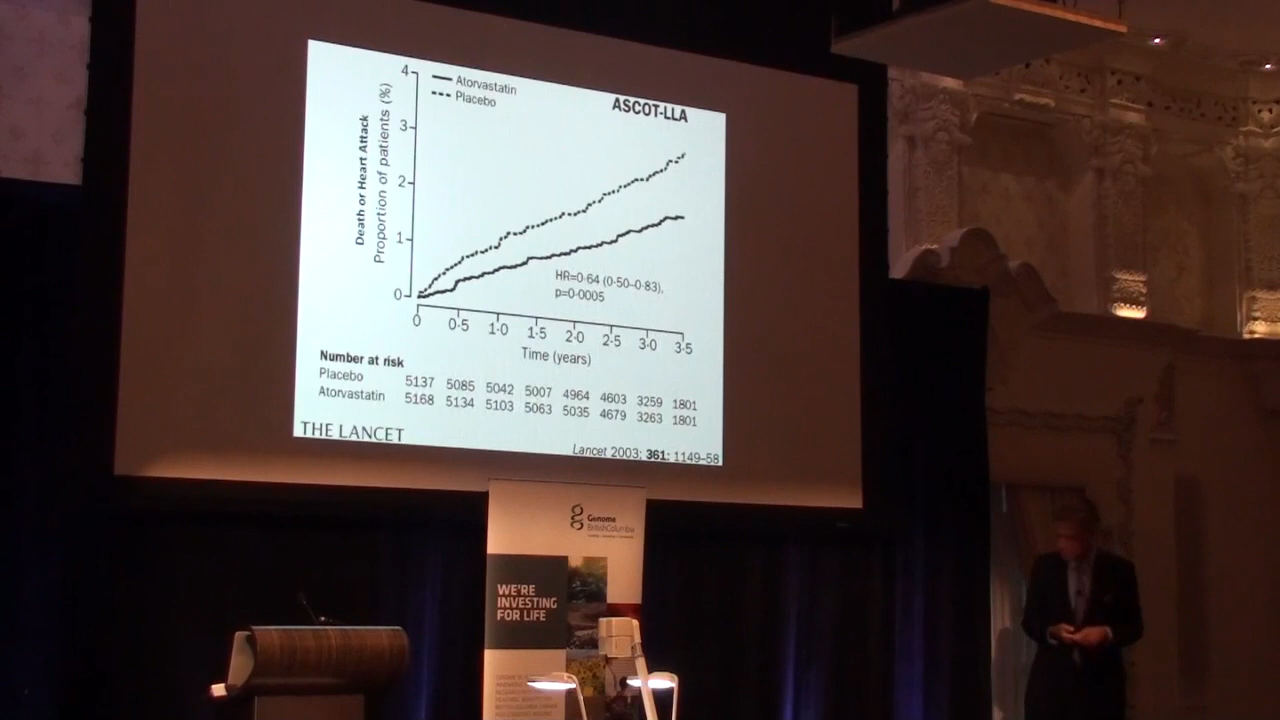 4
Atorvastatin
Placebo
ASCOT-LLA
Death or Heart Attack
Proportion of patients (%)
3
2
1
0
HR=0·64 (0·50–0·83),
p=0·0005
0 0·5 1·0 1·5 2·0 2·5 3·0 3·5
Time (years)
Number at risk
Placebo 5137 5085 5042 5007 4964 4603 3259 1801
Atorvastatin 5168 5134 5103 5063 5035 4679 3263 1801
THE LANCET
Lancet 2003; 361: 1149–58
Genome
BritishColumbia
WE'RE
INVESTING
FOR LIFE